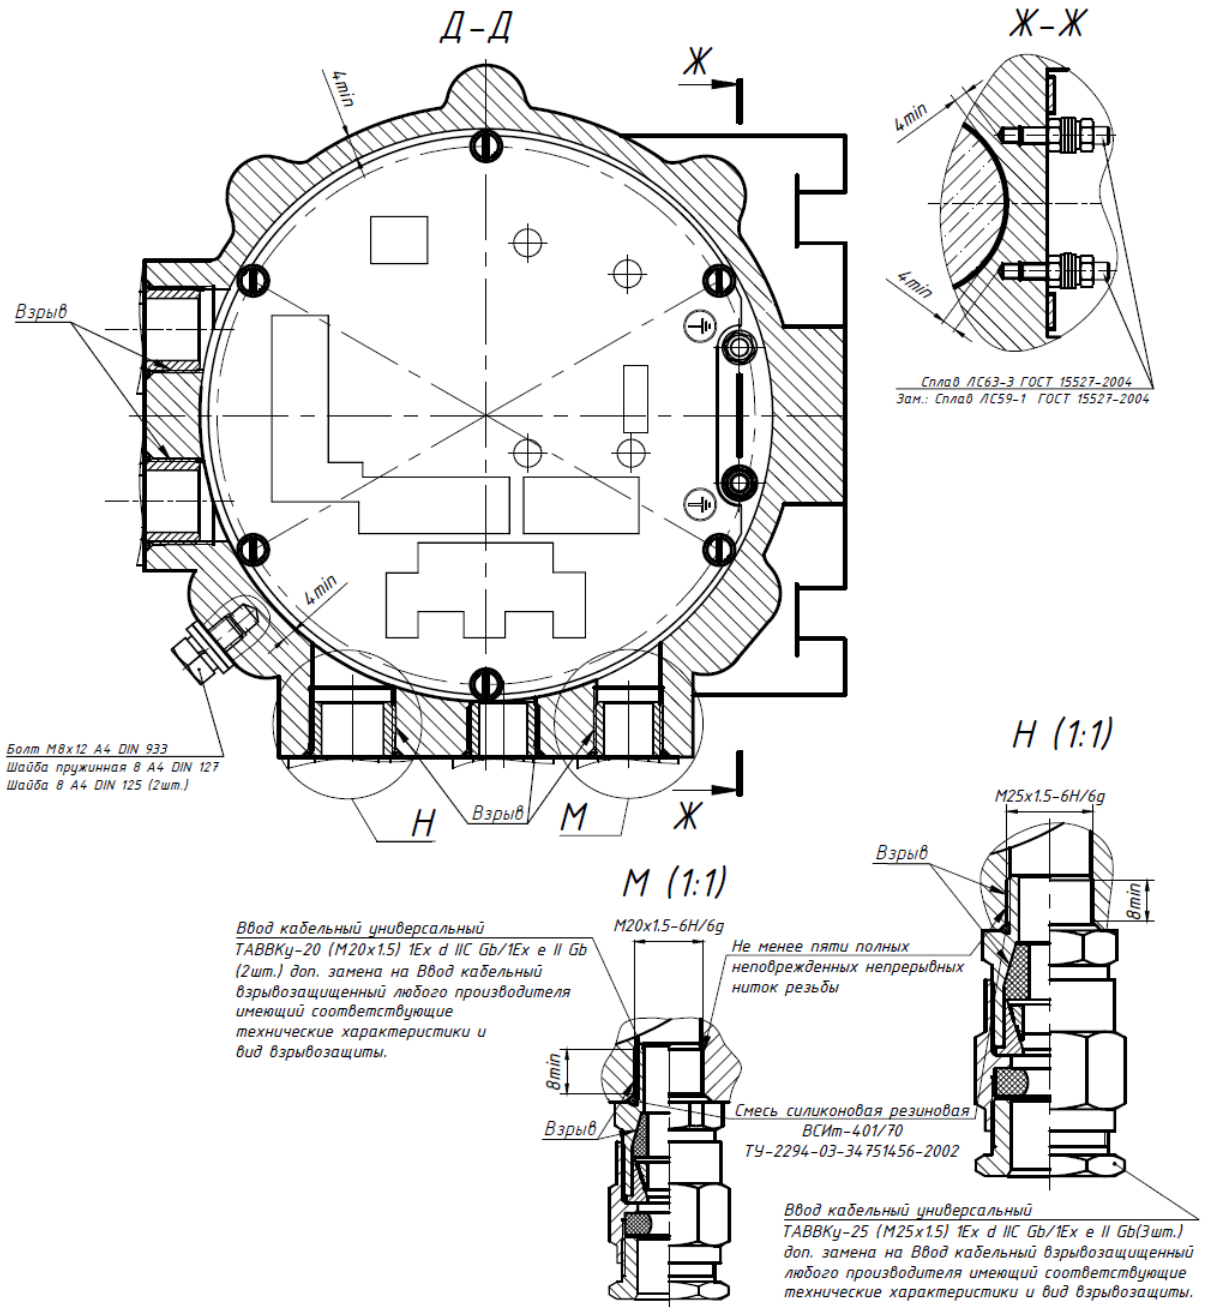 Д-Д
Ж-Ж
Ж
4min
4min
4min
Взрыв
Сплав ЛС63-3 ГОСТ 15527-2004
Зам.: Сплав ЛС59-1 ГОСТ 15527-2004
4min
Болт М8х12 А4 DIN 933
Шайба пружинная 8 А4 DIN 127
Шайба 8 А4 DIN 125 (2шт.)
Н
Взрыв
М
Ж
Н (1:1)
М25х1.5-6Н/6g
Взрыв
8min
М (1:1)
М20х1.5-6Н/6g
Ввод кабельный универсальный
ТАВВКу-20 (М20х1.5) 1Ex d IIC Gb/1Ex e II Gb
(2шт.) доп. замена на Ввод кабельный
взрывозащищенный любого производителя
имеющий соответствующие
технические характеристики и
вид взрывозащиты.
Не менее пяти полных
неповрежденных непрерывных
ниток резьбы
8min
Взрыв
Смесь силиконовая резиновая
ВСИт-401/70
ТУ-2294-03-34751456-2002
Ввод кабельный универсальный
ТАВВКу-25 (М25х1.5) 1Ex d IIC Gb/1Ex e II Gb(3шт.)
доп. замена на Ввод кабельный взрывозащищенный
любого производителя имеющий соответствующие
технические характеристики и вид взрывозащиты.